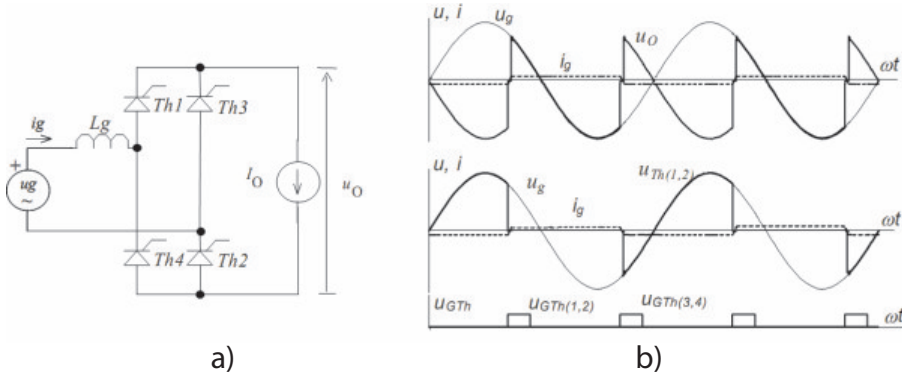 Th1
Th3
ig
Lg
+
ug
~
IO
uO
Th4
Th2
a)
u, i
ug
uO
ig
ωt
u, i
ug
uTh(1,2)
ig
ωt
uGTh
uGTh(1,2)
uGTh(3,4)
ωt
b)